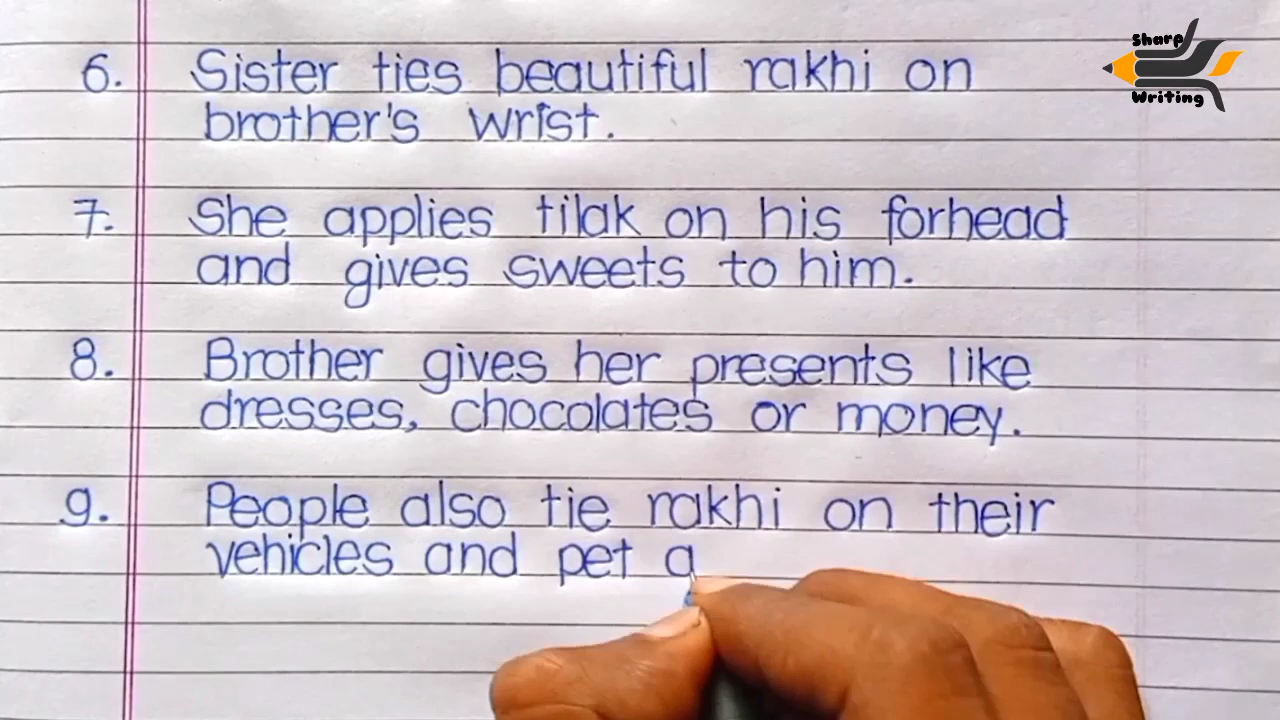 Sharp
Writing
6. Sister ties beautiful rakhi on
brother's wrist.
7. She applies tilak on his forhead
and gives sweets to him.
8. Brother gives her presents like
dresses, chocolates or money.
9. People also tie rakhi on their
vehicles and pet a